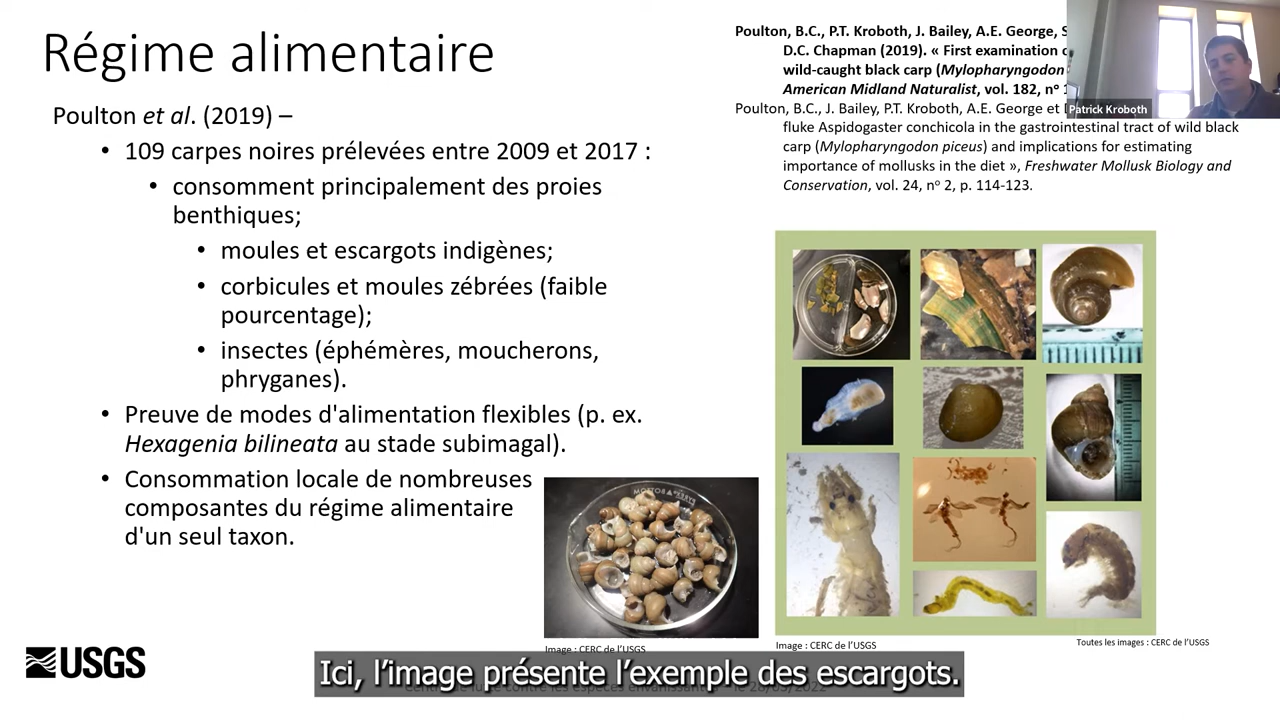 Régime alimentaire
Poulton et al. (2019) –
• 109 carpes noires prélevées entre 2009 et 2017 :
• consomment principalement des proies
benthiques;
• moules et escargots indigènes;
• corbicules et moules zébrées (faible
pourcentage);
• insectes (éphémères, moucherons,
phryganes).
• Preuve de modes d'alimentation flexibles (p. ex.
Hexagenia bilineata au stade subimagal).
• Consommation locale de nombreuses
composantes du régime alimentaire
d'un seul taxon.
Poulton, B.C., P.T. Kroboth, J. Bailey, A.E. George, S
D.C. Chapman (2019). « First examination
wild-caught black carp (Mylopharyngodon
American Midland Naturalist, vol. 182, nº
Poulton, B.C., J. Bailey, P.T. Kroboth, A.E. George et
fluke Aspidogaster conchicola in the gastrointestinal tract of wild black
carp (Mylopharyngodon piceus) and implications for estimating
importance of mollusks in the diet », Freshwater Mollusk Biology and
Conservation, vol. 24, nº 2, p. 114-123.
Patrick Kroboth
Image : CERC de l'USGS
Image : CERC de l'USGS
Toutes les images : CERC de l'USGS
USGS
Ici, l'image présente l'exemple des escargots.